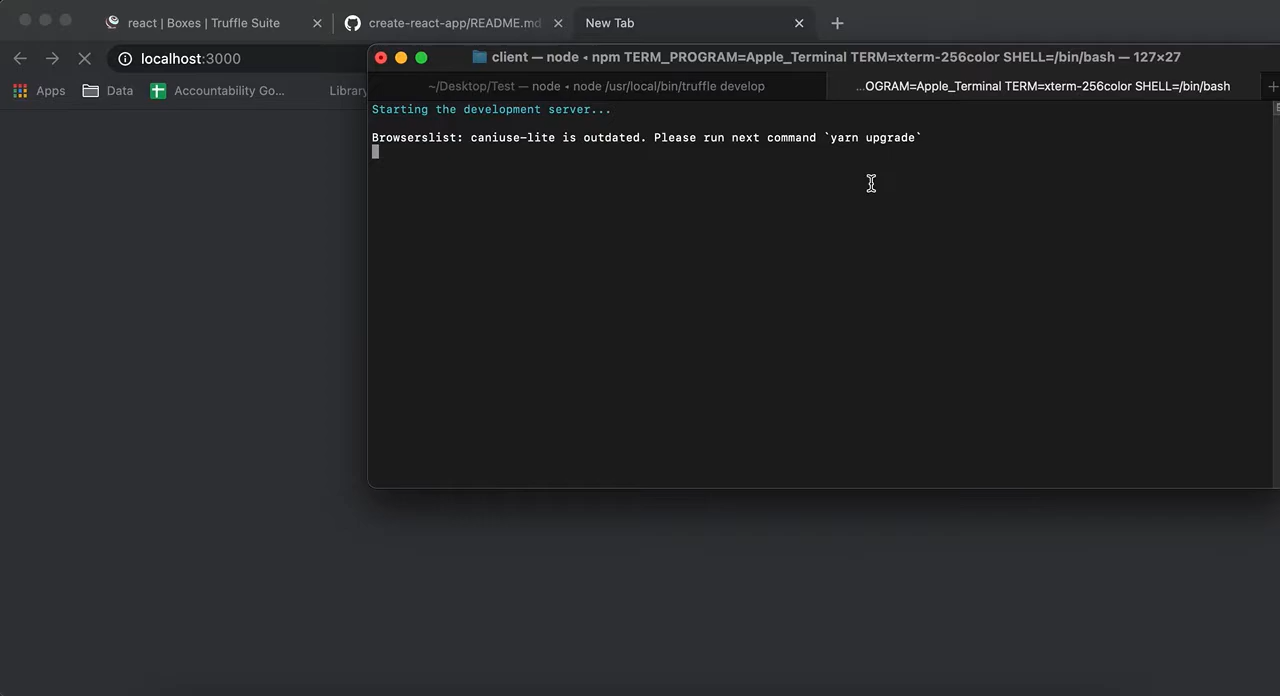 react | Boxes | Truffle Suite
create-react-app/README.md
New Tab
localhost:3000
client — node ◂ npm TERM_PROGRAM=Apple_Terminal TERM=xterm-256color SHELL=/bin/bash — 127×27
Apps
Data
Accountability Go...
Library
~/Desktop/Test — node ◂ node /usr/local/bin/truffle develop
...OGRAM=Apple_Terminal TERM=xterm-256color SHELL=/bin/bash
Starting the development server...
Browserslist: caniuse-lite is outdated. Please run next command `yarn upgrade`